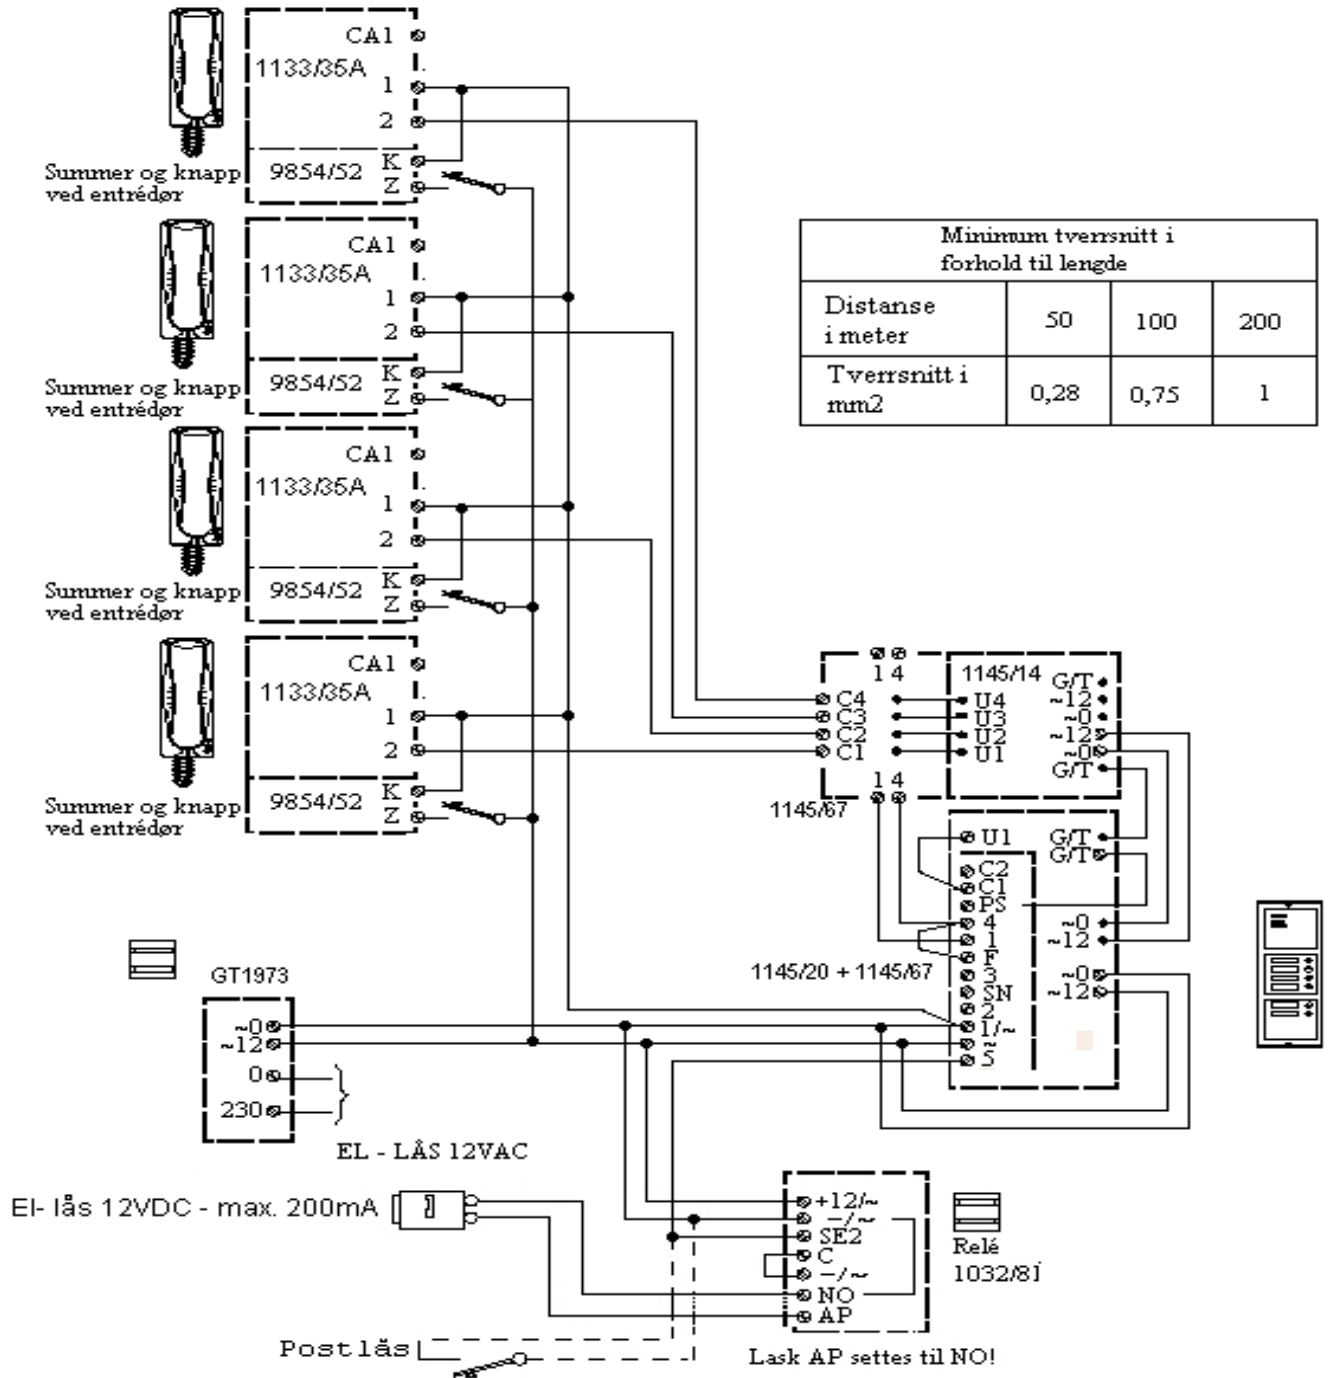 CA1
1133/35A
1
2
9854/52 K
Z
Summer og knapp
ved entrédør
CA1
1133/35A
1
2
9854/52 K
Z
Summer og knapp
ved entrédør
CA1
1133/35A
1
2
9854/52 K
Z
Summer og knapp
ved entrédør
CA1
1133/35A
1
2
9854/52 K
Z
Summer og knapp
ved entrédør
Minimum tverrsnitt i
forhold til lengde
Distanse
i meter
50 100 200
Tverrsnitt i
mm2
0,28 0,75 1
1 4
C4
C3
C2
C1
1 4
1145/67
1145/14
U4
U3
U2
U1
G/T
~12
~0
~12
~0
G/T
U1
C2
C1
PS
4
1
F
3
SN
2
1/~
~
5
G/T
G/T
~0
~12
~0
~12
1145/20 + 1145/67
GT1973
~0
~12
0
230
EL - LÅS 12VAC
El- lås 12VDC - max. 200mA
+12/~
-/~
SE2
C
-/~
NO
AP
Relé
1032/81
Postlås
Lask AP settes til NO!